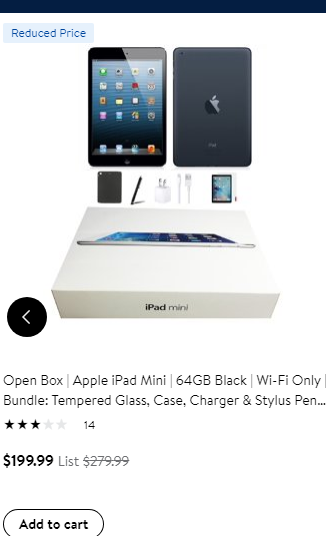 Reduced Price
iPad mini
Open Box | Apple iPad Mini | 64GB Black | Wi-Fi Only |
Bundle: Tempered Glass, Case, Charger & Stylus Pen...
14
$199.99 List $279.99
Add to cart